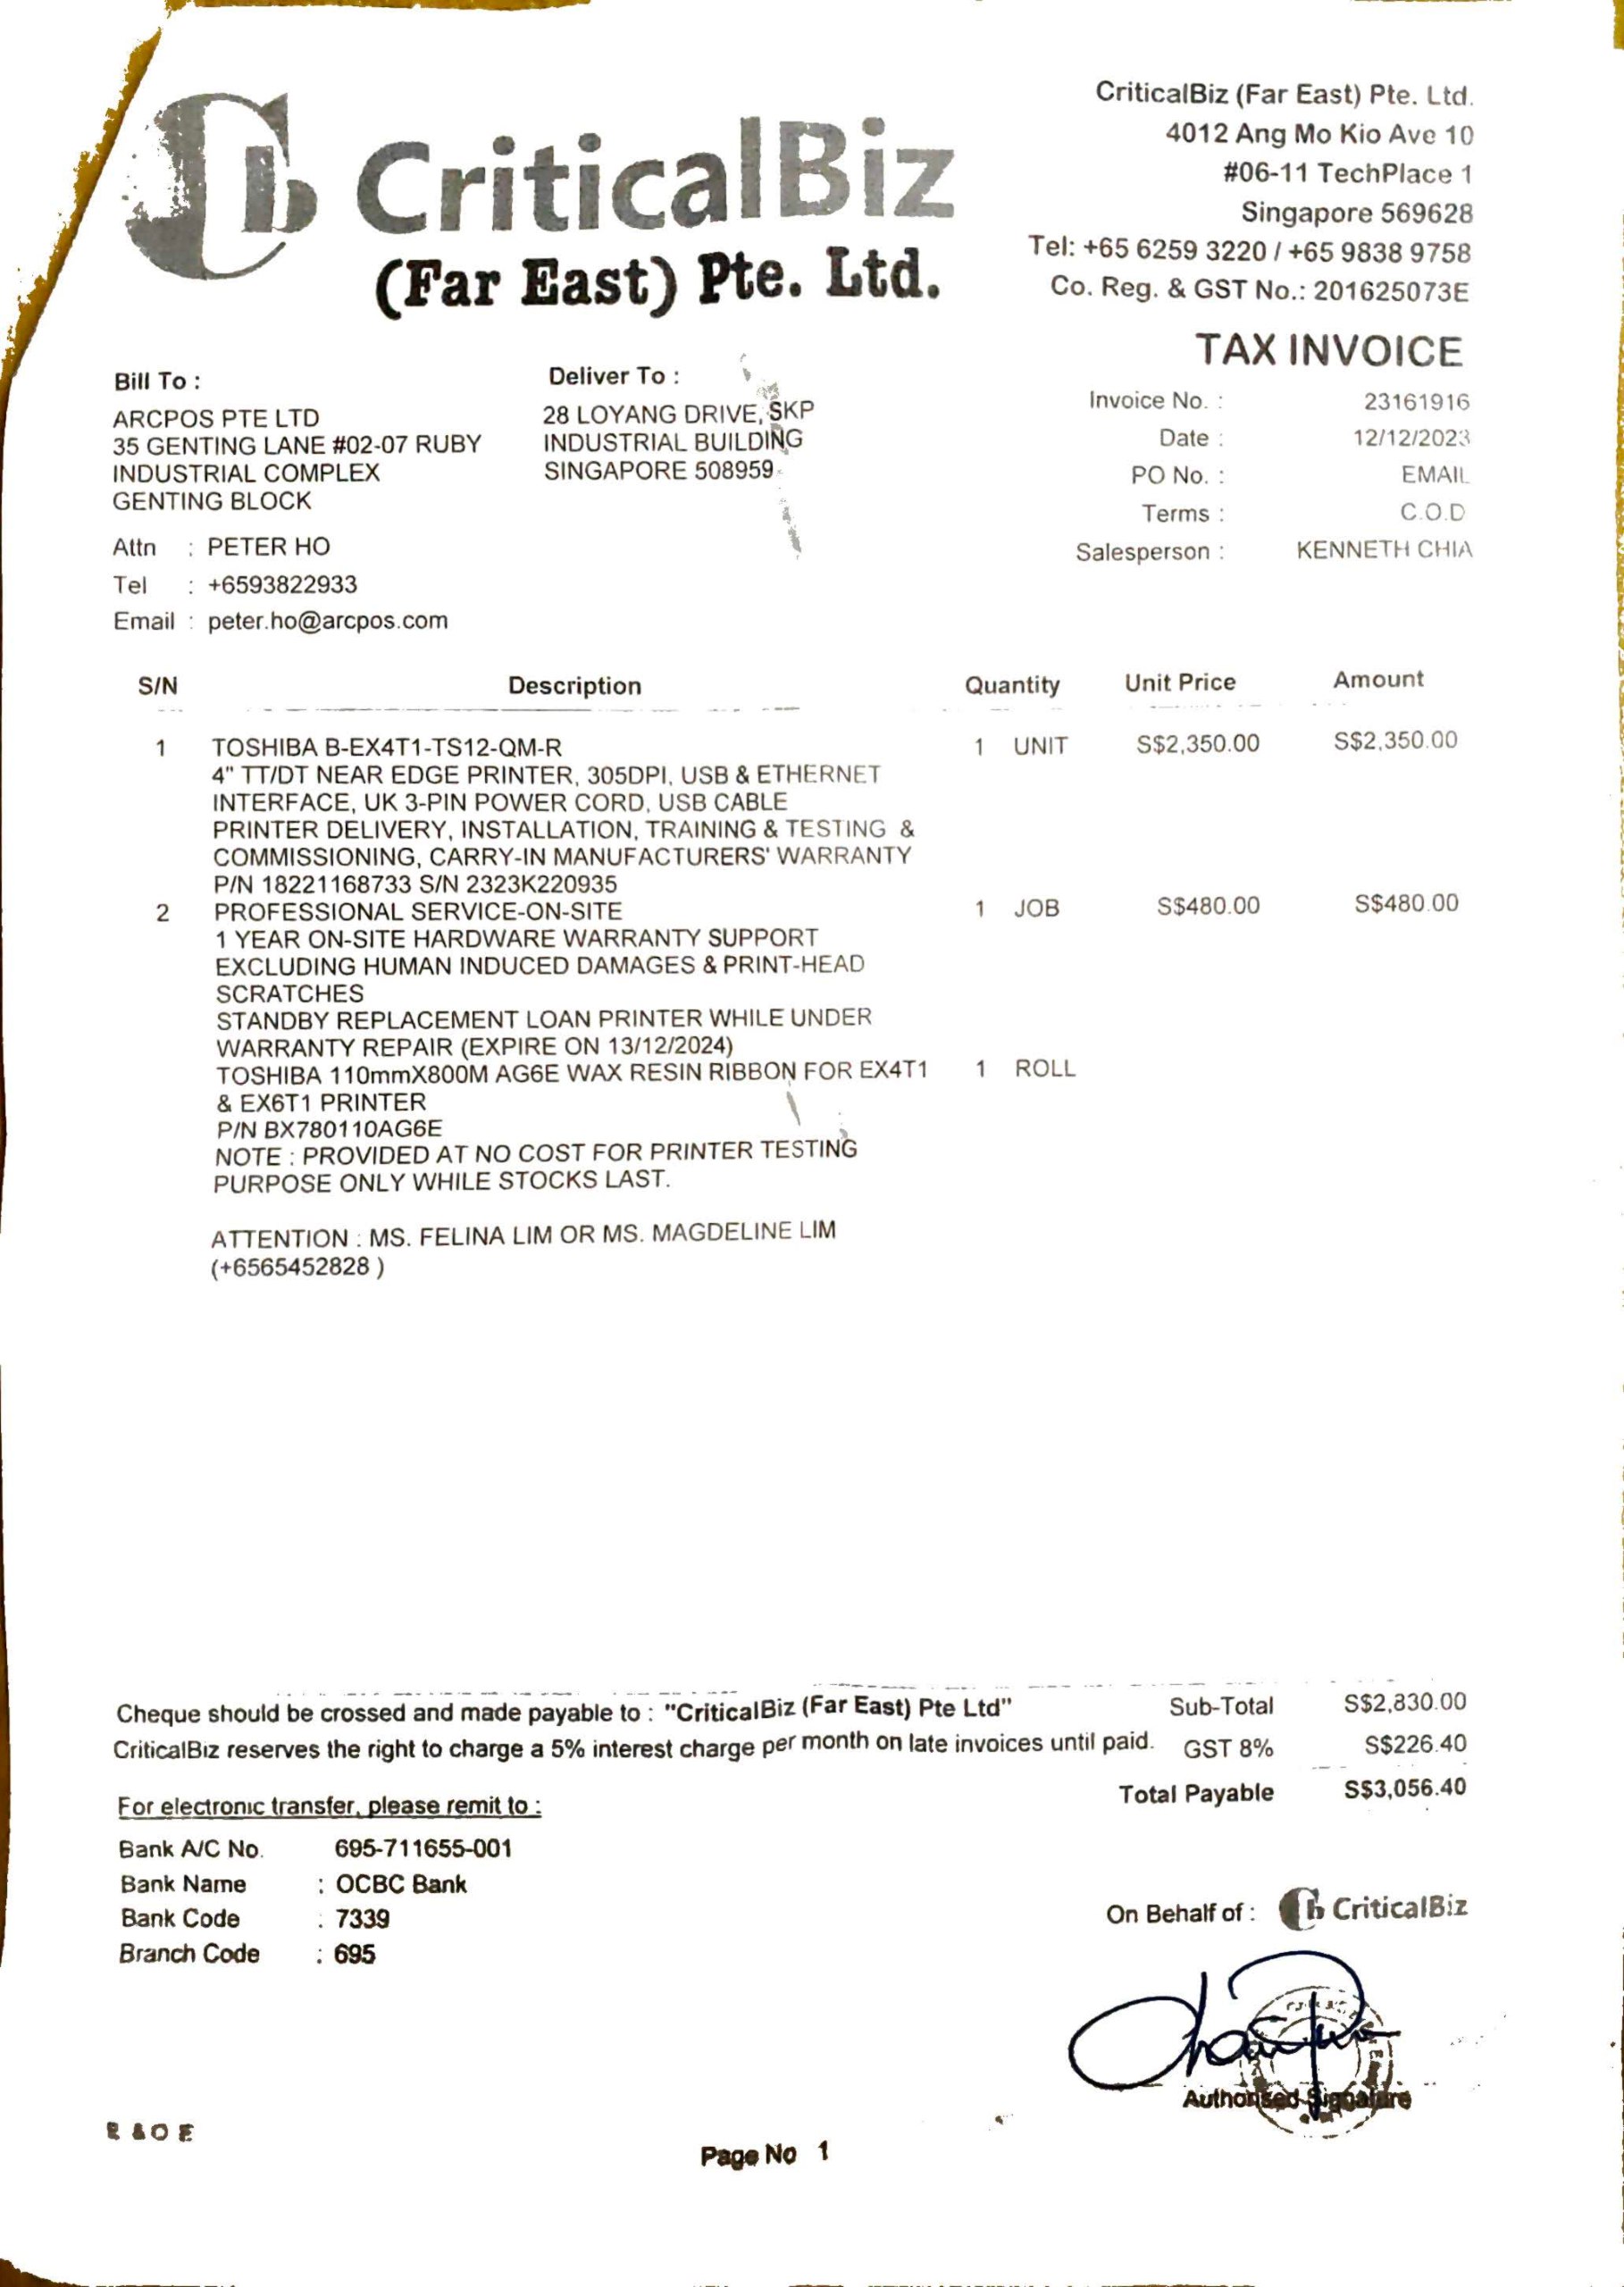 CriticalBiz
(Far East) Pte. Ltd.
CriticalBiz (Far East) Pte. Ltd.
4012 Ang Mo Kio Ave 10
#06-11 TechPlace 1
Singapore 569628
Tel: +65 6259 3220 / +65 9838 9758
Co. Reg. & GST No.: 201625073E
TAX INVOICE
Bill To :
ARCPOS PTE LTD
35 GENTING LANE #02-07 RUBY
INDUSTRIAL COMPLEX
GENTING BLOCK
Attn : PETER HO
Tel : +6593822933
Email : peter.ho@arcpos.com
Deliver To :
28 LOYANG DRIVE, SKP
INDUSTRIAL BUILDING
SINGAPORE 508959
Invoice No. : 23161916
Date : 12/12/2023
PO No. : EMAIL
Terms : C.O.D
Salesperson : KENNETH CHIA
S/N Description Quantity Unit Price Amount
1 TOSHIBA B-EX4T1-TS12-QM-R 1 UNIT S$2,350.00 S$2,350.00
4" TT/DT NEAR EDGE PRINTER, 305DPI, USB & ETHERNET
INTERFACE, UK 3-PIN POWER CORD, USB CABLE
PRINTER DELIVERY, INSTALLATION, TRAINING & TESTING &
COMMISSIONING, CARRY-IN MANUFACTURERS' WARRANTY
P/N 18221168733 S/N 2323K220935
2 PROFESSIONAL SERVICE-ON-SITE 1 JOB S$480.00 S$480.00
1 YEAR ON-SITE HARDWARE WARRANTY SUPPORT
EXCLUDING HUMAN INDUCED DAMAGES & PRINT-HEAD
SCRATCHES
STANDBY REPLACEMENT LOAN PRINTER WHILE UNDER
WARRANTY REPAIR (EXPIRE ON 13/12/2024)
TOSHIBA 110mmX800M AG6E WAX RESIN RIBBON FOR EX4T1 1 ROLL
& EX6T1 PRINTER
P/N BX780110AG6E
NOTE : PROVIDED AT NO COST FOR PRINTER TESTING
PURPOSE ONLY WHILE STOCKS LAST.
ATTENTION : MS. FELINA LIM OR MS. MAGDELINE LIM
(+6565452828 )
Cheque should be crossed and made payable to : "CriticalBiz (Far East) Pte Ltd"
CriticalBiz reserves the right to charge a 5% interest charge per month on late invoices until paid.
Sub-Total S$2,830.00
GST 8% S$226.40
Total Payable S$3,056.40
For electronic transfer, please remit to :
Bank A/C No. 695-711655-001
Bank Name : OCBC Bank
Bank Code : 7339
Branch Code : 695
On Behalf of : CriticalBiz
Authorised Signature
E & O E
Page No 1